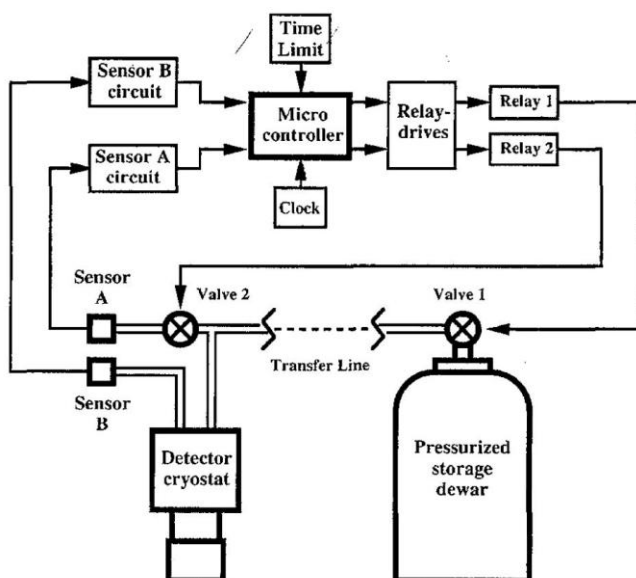 Time
Limit
Sensor B
circuit
Micro
controller
Relay-
drives
Relay 1
Relay 2
Sensor A
circuit
Clock
Sensor
A
Valve 2
Valve 1
Transfer Line
Sensor
B
Detector
cryostat
Pressurized
storage
dewar